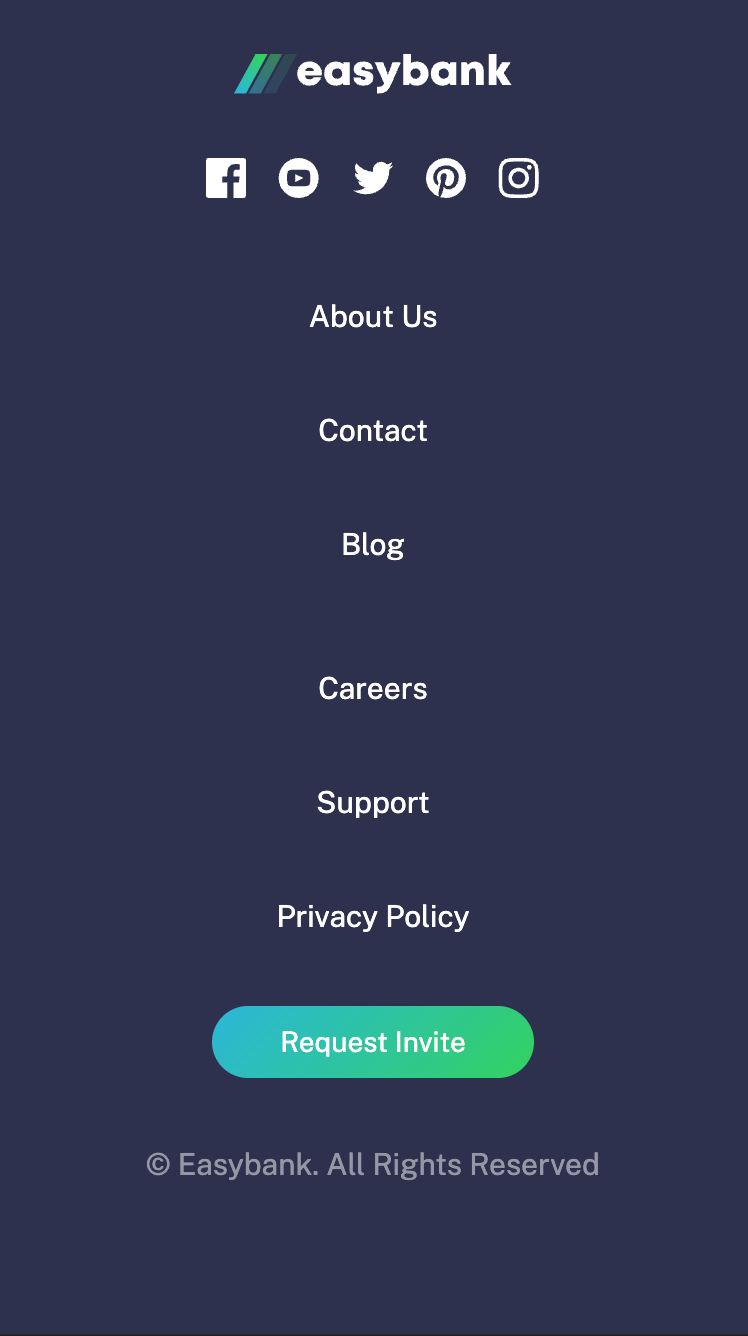 easybank
About Us
Contact
Blog
Careers
Support
Privacy Policy
Request Invite
© Easybank. All Rights Reserved